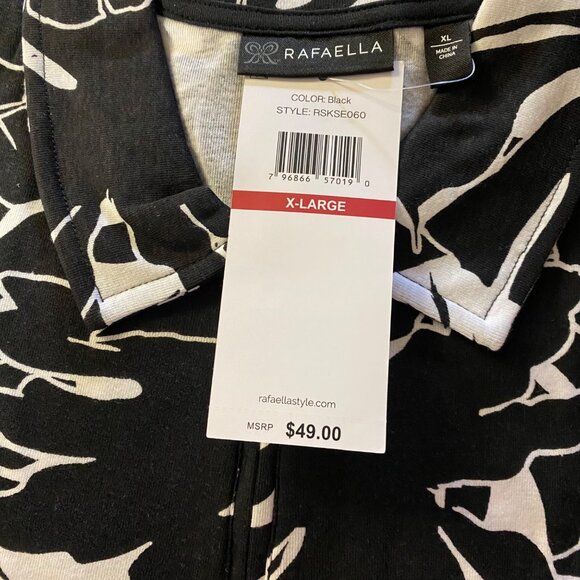 RAFAELLA
XL
MADE IN
CHINA
COLOR: Black
STYLE: RSKSE060
7 96866 57019 0
X-LARGE
rafaellastyle.com
MSRP $49.00